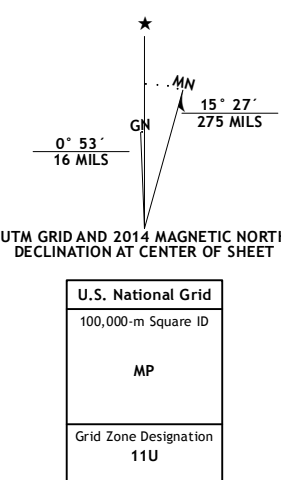 ★
MN
GN
15° 27´
275 MILS
0° 53´
16 MILS
UTM GRID AND 2014 MAGNETIC NORTH
DECLINATION AT CENTER OF SHEET
U.S. National Grid
100,000-m Square ID
MP
Grid Zone Designation
11U